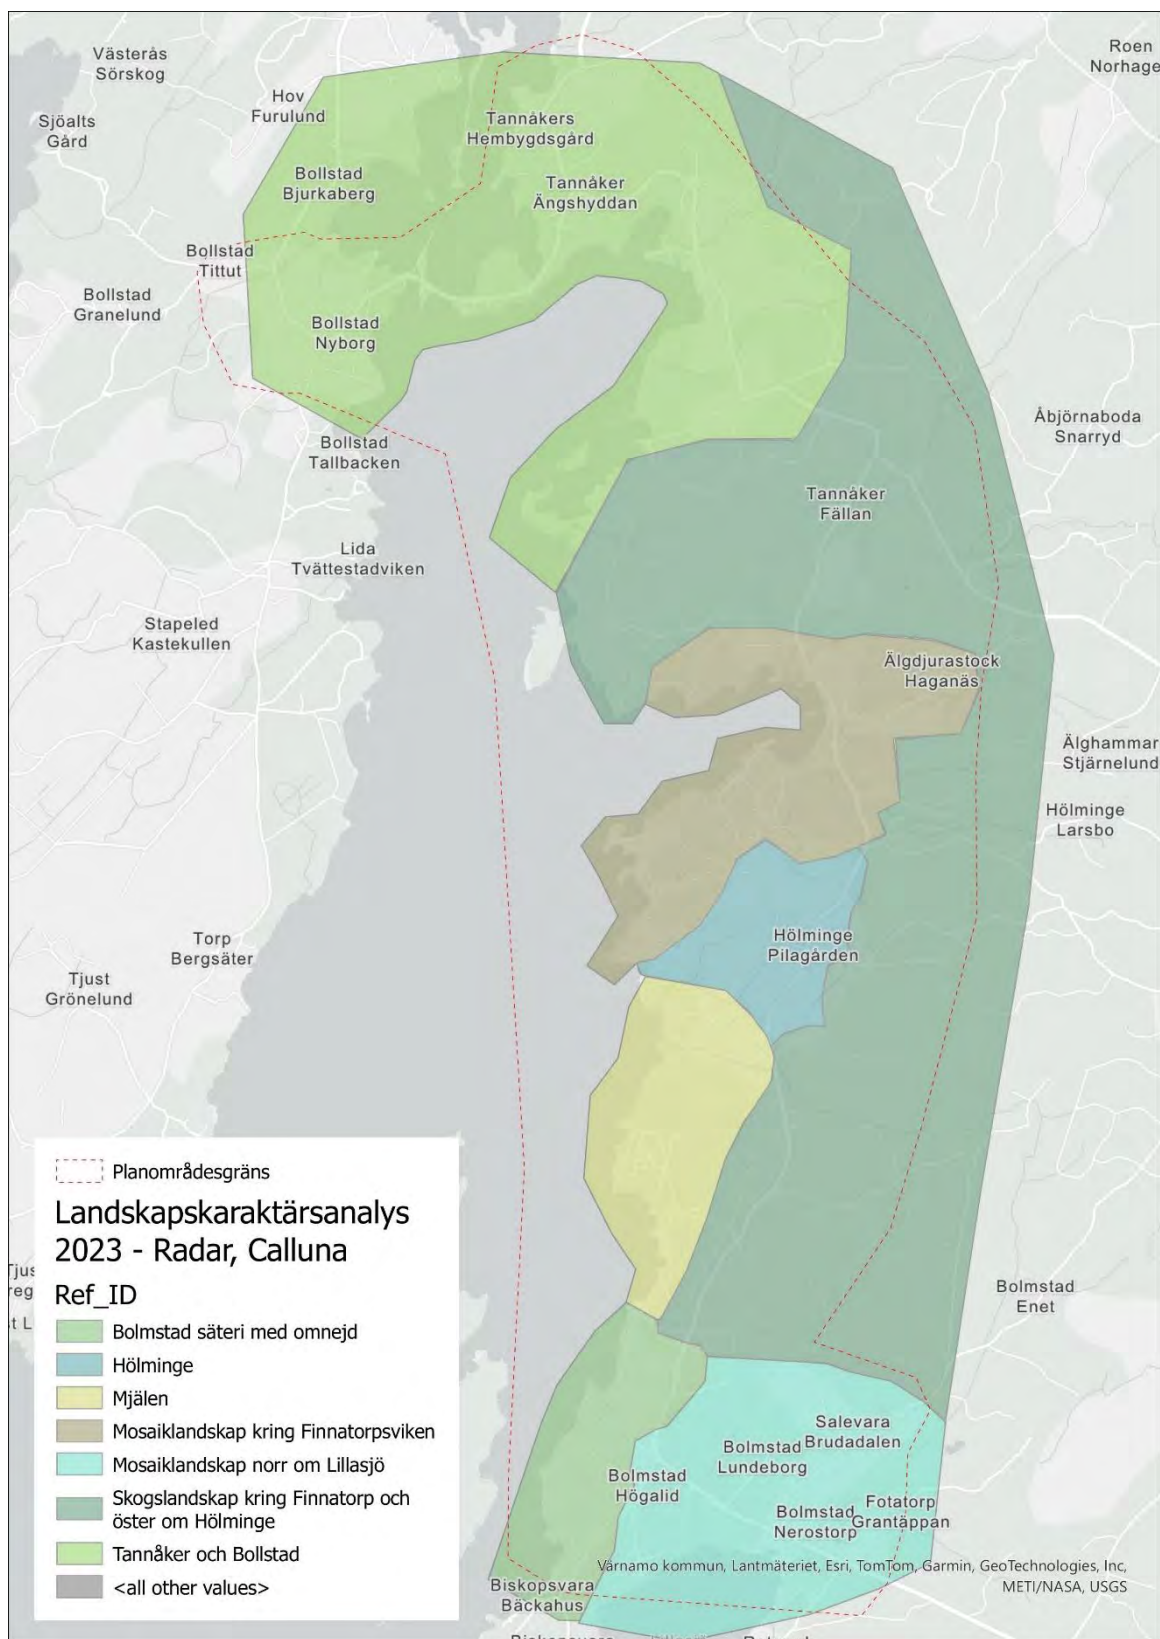 Västerås
Sörskog
Roen
Norhage
Hov
Furulund
Sjöalts
Gård
Tannåkers
Hembygdsgård
Bollstad
Bjurkaberg
Tannåker
Ängshyddan
Bollstad
Tittut
Bollstad
Granelund
Bollstad
Nyborg
Åbjörnaboda
Snarryd
Bollstad
Tallbacken
Tannåker
Fällan
Lida
Tvättestadviken
Stapeled
Kastekullen
Älgdjurastock
Haganäs
Älghammar
Stjärnelund
Hölminge
Larsbo
Torp
Bergsäter
Hölminge
Pilagården
Tjust
Grönelund
Bolmstad
Enet
Planområdesgräns
Landskapskaraktärsanalys
2023 - Radar, Calluna
Ref_ID
Bolmstad säteri med omnejd
Hölminge
Mjälen
Mosaiklandskap kring Finnatorpsviken
Mosaiklandskap norr om Lillasjö
Skogslandskap kring Finnatorp och
öster om Hölminge
Tannåker och Bollstad
<all other values>
Salevara
Brudadalen
Bolmstad
Lundeborg
Bolmstad
Högalid
Fotatorp
Grantäppan
Bolmstad
Nerostorp
Värnamo kommun, Lantmäteriet, Esri, TomTom, Garmin, GeoTechnologies, Inc,
METI/NASA, USGS
Biskopsvara
Bäckahus